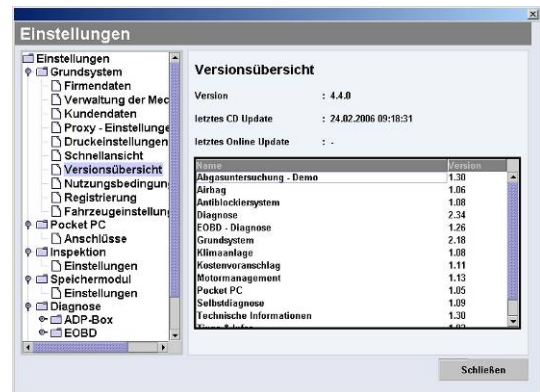 Einstellungen
Einstellungen
Grundsystem
Firmendaten
Verwaltung der Mec
Kundendaten
Proxy - Einstellunge
Druckeinstellungen
Schnellansicht
Versionsübersicht
Nutzungsbedingun
Registrierung
Fahrzeugeinstellun
Pocket PC
Anschlüsse
Inspektion
Einstellungen
Speichermodul
Einstellungen
Diagnose
ADP-Box
EOBD
Versionsübersicht
Version : 4.4.0
letztes CD Update : 24.02.2006 09:18:31
letztes Online Update : -
Name Version
Abgasuntersuchung - Demo 1.30
Airbag 1.06
Antiblockiersystem 1.08
Diagnose 2.34
EOBD - Diagnose 1.26
Grundsystem 2.18
Klimaanlage 1.08
Kostenvoranschlag 1.11
Motormanagement 1.13
Pocket PC 1.05
Selbstdiagnose 1.09
Technische Informationen 1.30
Schließen